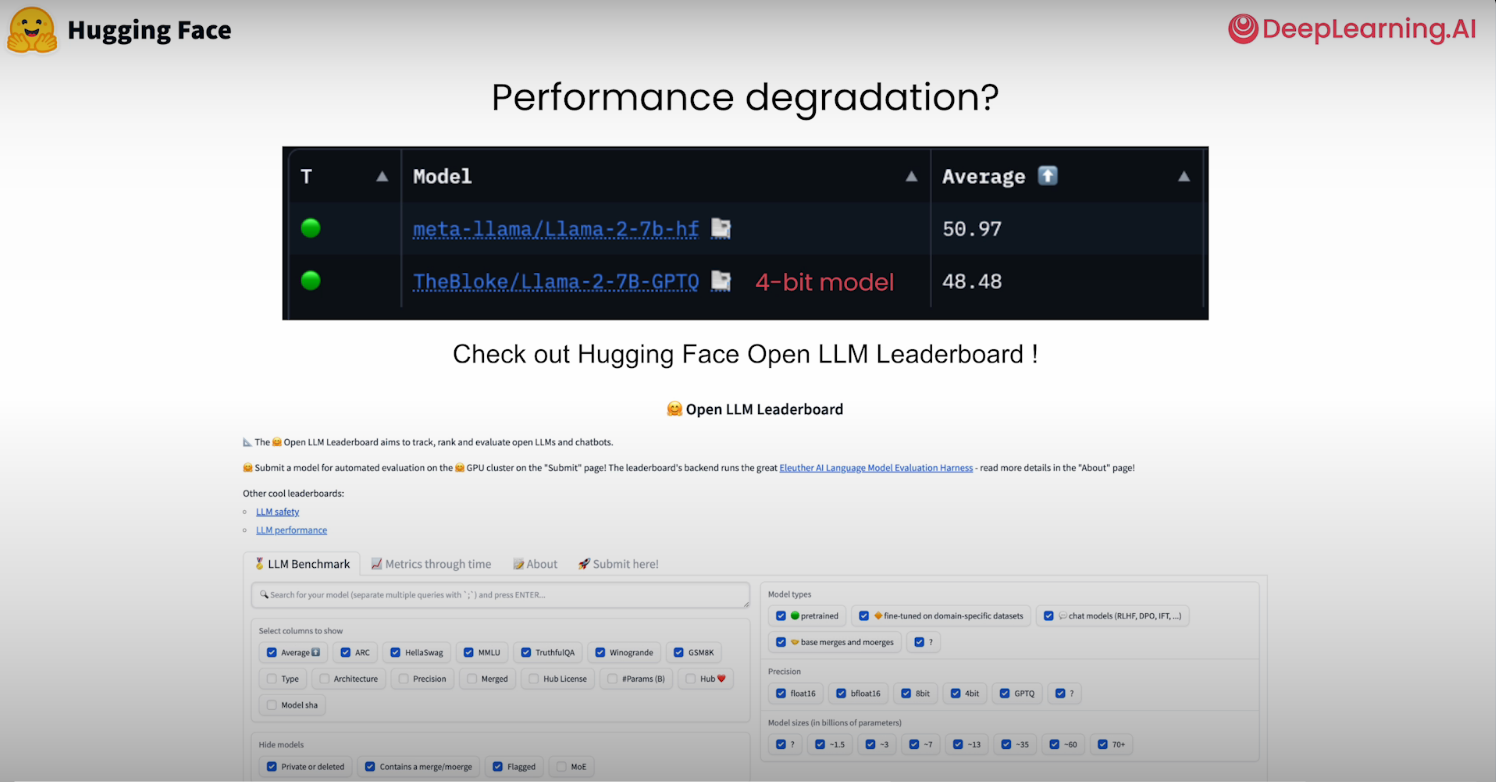 Hugging Face
DeepLearning.AI
Performance degradation?
T Model Average
meta-llama/Llama-2-7b-hf 50.97
TheBloke/Llama-2-7B-GPTQ 4-bit model 48.48
Check out Hugging Face Open LLM Leaderboard !
🤗 Open LLM Leaderboard
📐 The 🤗 Open LLM Leaderboard aims to track, rank and evaluate open LLMs and chatbots.
🤗 Submit a model for automated evaluation on the 🤗 GPU cluster on the "Submit" page! The leaderboard's backend runs the great Eleuther AI Language Model Evaluation Harness - read more details in the "About" page!
Other cool leaderboards:
LLM safety
LLM performance
LLM Benchmark Metrics through time About Submit here!
Search for your model (separate multiple queries with `;`) and press ENTER...
Select columns to show
Average ARC HellaSwag MMLU TruthfulQA Winogrande GSM8K
Type Architecture Precision Merged Hub License #Params (B) Hub ❤️
Model sha
Hide models
Private or deleted Contains a merge/moerge Flagged MoE
Model types
pretrained fine-tuned on domain-specific datasets chat models (RLHF, DPO, IFT, ...)
base merges and moerges ?
Precision
float16 bfloat16 8bit 4bit GPTQ ?
Model sizes (in billions of parameters)
? ~1.5 ~3 ~7 ~13 ~35 ~60 70+